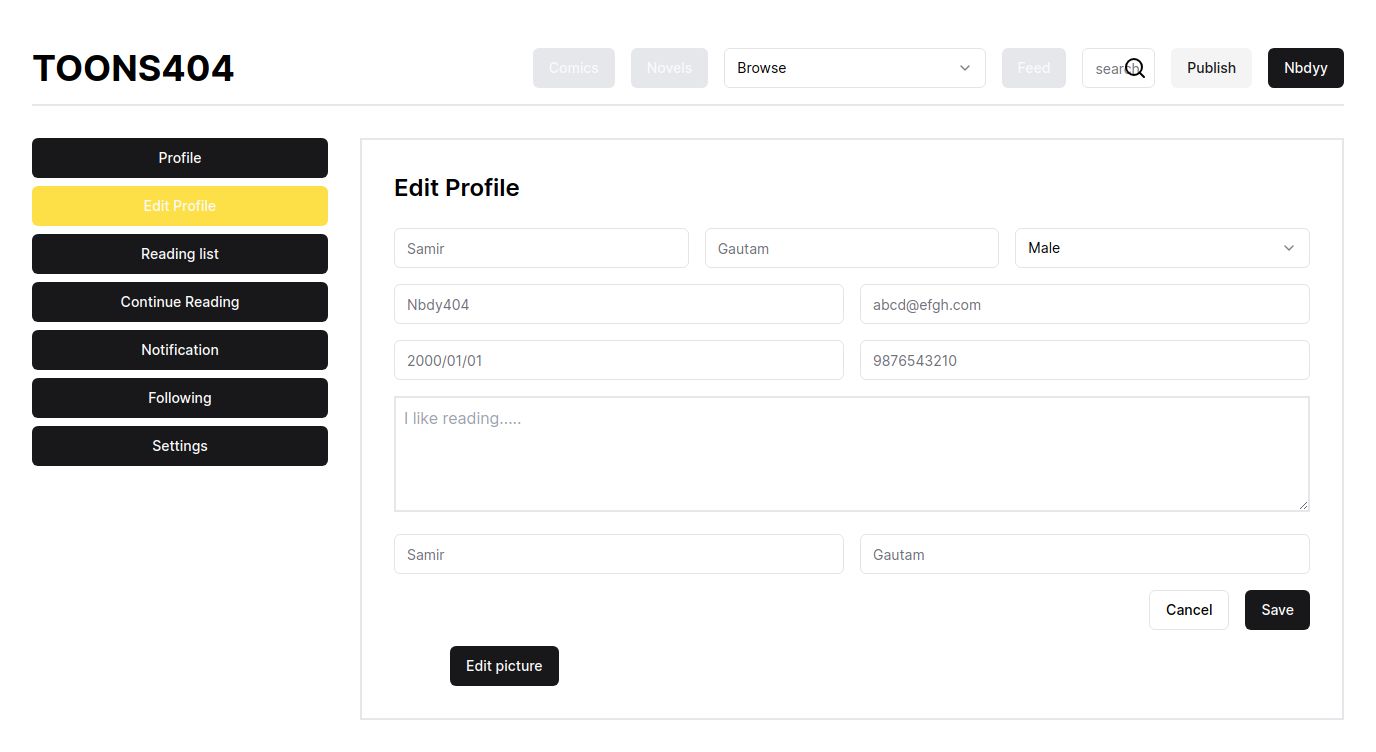 TOONS404
Comics
Novels
Browse
Feed
search
Publish
Nbdyy
Profile
Edit Profile
Reading list
Continue Reading
Notification
Following
Settings
Edit Profile
Samir
Gautam
Male
Nbdy404
abcd@efgh.com
2000/01/01
9876543210
I like reading.....
Samir
Gautam
Cancel
Save
Edit picture